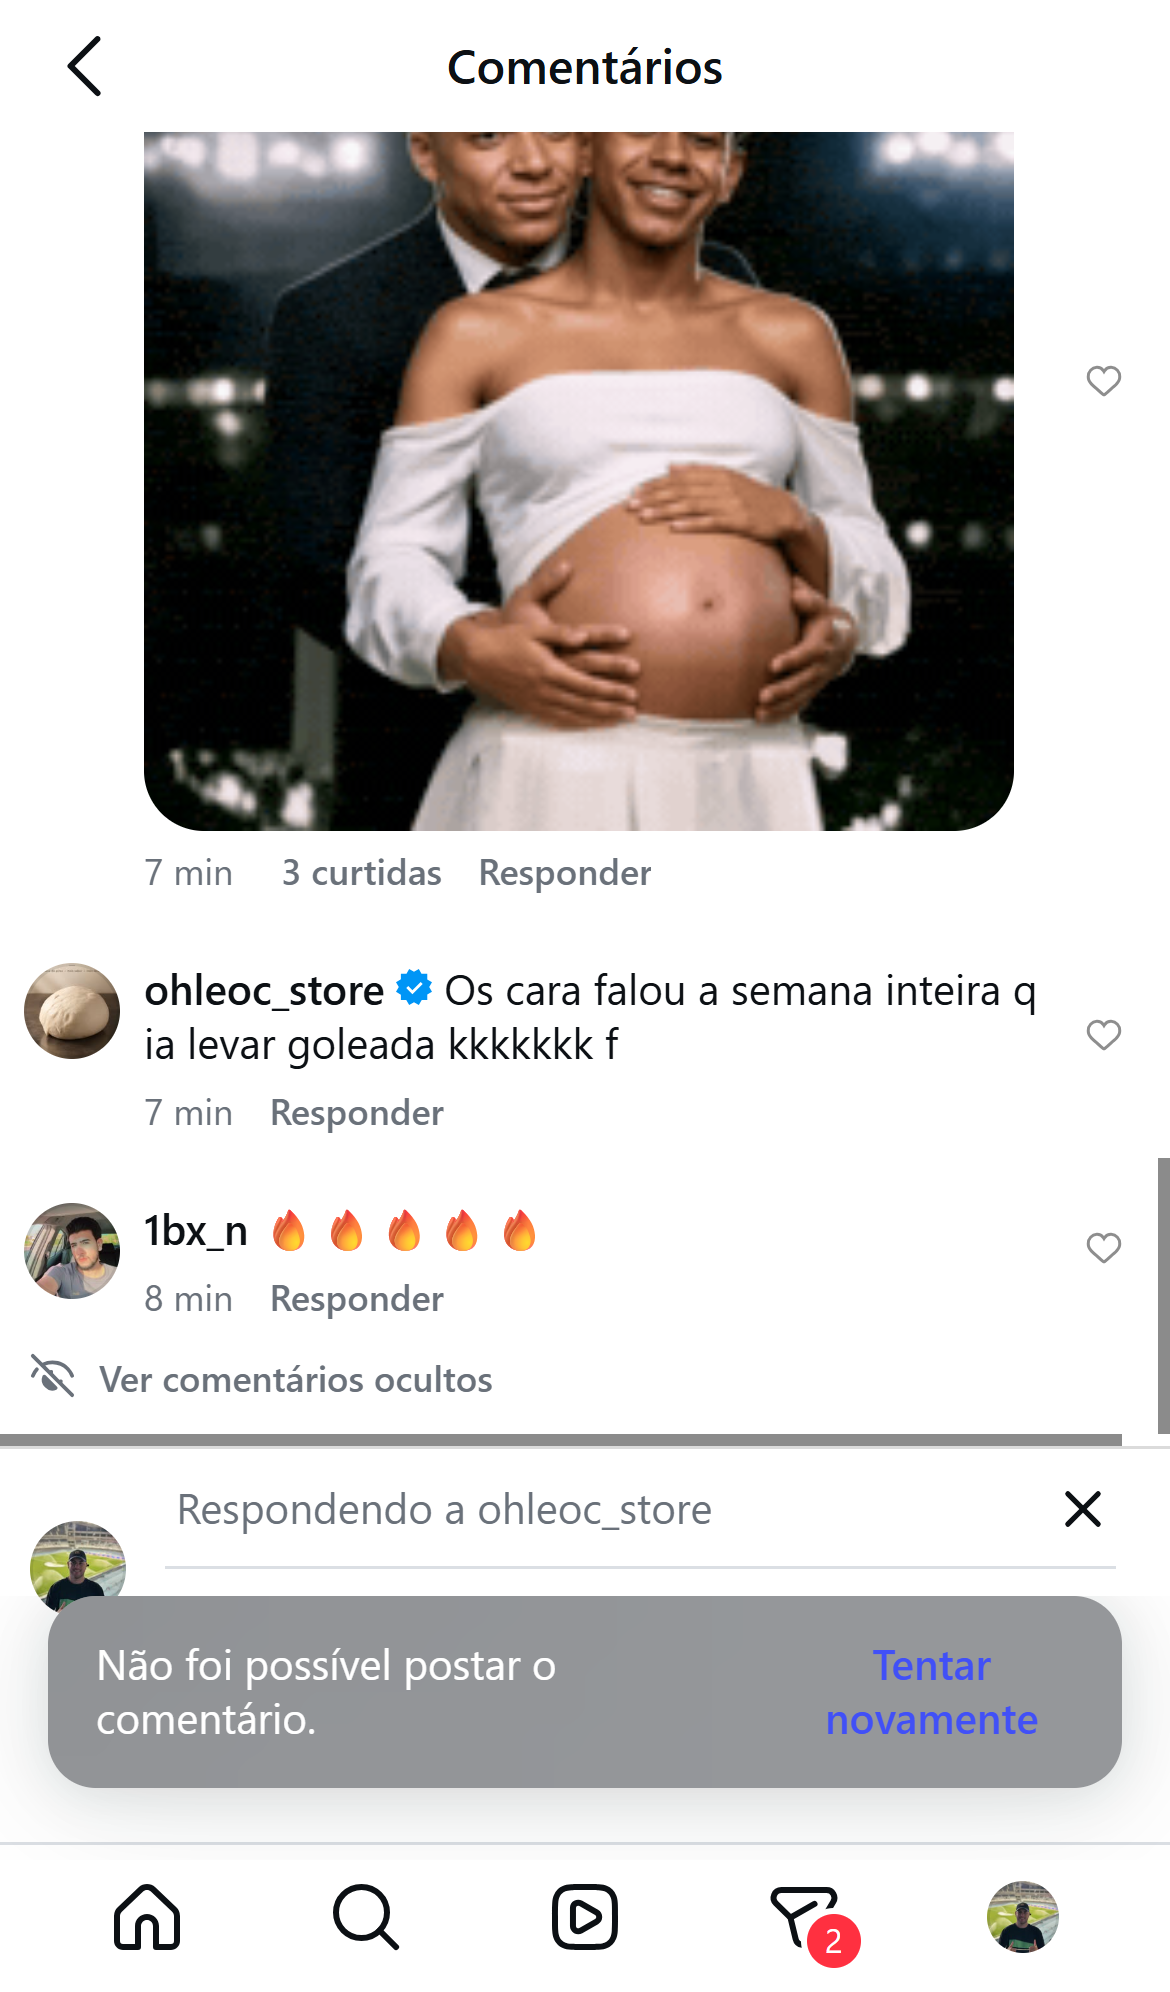 Comentários
7 min 3 curtidas Responder
ohleoc_store Os cara falou a semana inteira q
ia levar goleada kkkkkkk f
7 min Responder
1bx_n 🔥 🔥 🔥 🔥 🔥
8 min Responder
Ver comentários ocultos
Respondendo a ohleoc_store
Não foi possível postar o
comentário.
Tentar
novamente
2